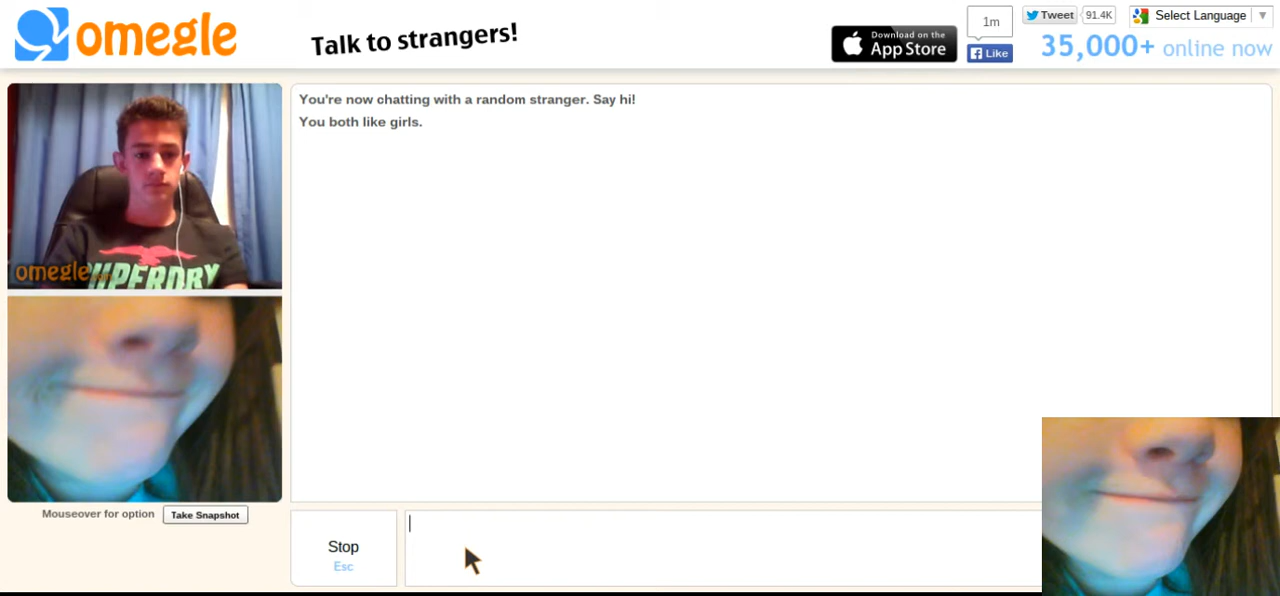 omegle
Talk to strangers!
Download on the
App Store
1m
Like
Tweet
91.4K
Select Language
35,000+ online now
You're now chatting with a random stranger. Say hi!
You both like girls.
omegle
Mouseover for option
Take Snapshot
Stop
Esc